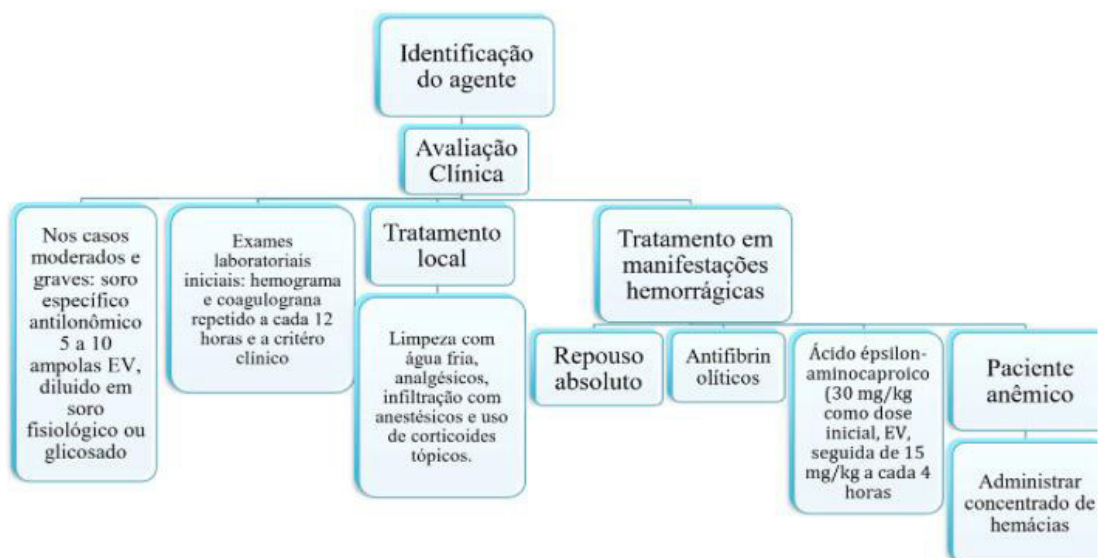 Identificação
do agente
Avaliação
Clínica
Nos casos
moderados e
graves: soro
específico
antilonômico
5 a 10
ampolas EV,
diluído em
soro
fisiológico ou
glicosado
Exames
laboratoriais
iniciais: hemograma
e coagulograna
repetido a cada 12
horas e a critéro
clínico
Tratamento
local
Limpeza com
água fria,
analgésicos,
infiltração com
anestésicos e uso
de corticoides
tópicos.
Tratamento em
manifestações
hemorrágicas
Repouso
absoluto
Antifibrin
olíticos
Ácido épsilon-
aminocaproico
(30 mg/kg
como dose
inicial, EV,
seguida de 15
mg/kg a cada 4
horas
Paciente
anêmico
Administrar
concentrado de
hemácias